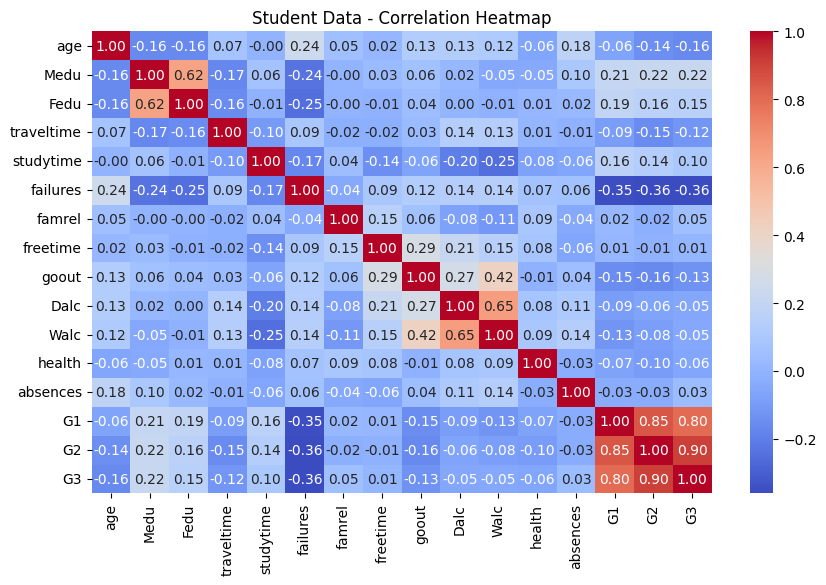 Student Data - Correlation Heatmap
age 1.00 -0.16 -0.16 0.07 -0.00 0.24 0.05 0.02 0.13 0.13 0.12 -0.06 0.18 -0.06 -0.14 -0.16
Medu -0.16 1.00 0.62 -0.17 0.06 -0.24 -0.00 0.03 0.06 0.02 -0.05 -0.05 0.10 0.21 0.22 0.22
Fedu -0.16 0.62 1.00 -0.16 -0.01 -0.25 -0.00 -0.01 0.04 0.00 -0.01 0.01 0.02 0.19 0.16 0.15
traveltime 0.07 -0.17 -0.16 1.00 -0.10 0.09 -0.02 -0.02 0.03 0.14 0.13 0.01 -0.01 -0.09 -0.15 -0.12
studytime -0.00 0.06 -0.01 -0.10 1.00 -0.17 0.04 -0.14 -0.06 -0.20 -0.25 -0.08 -0.06 0.16 0.14 0.10
failures 0.24 -0.24 -0.25 0.09 -0.17 1.00 -0.04 0.09 0.12 0.14 0.14 0.07 0.06 -0.35 -0.36 -0.36
famrel 0.05 -0.00 -0.00 -0.02 0.04 -0.04 1.00 0.15 0.06 -0.08 -0.11 0.09 -0.04 0.02 -0.02 0.05
freetime 0.02 0.03 -0.01 -0.02 -0.14 0.09 0.15 1.00 0.29 0.21 0.15 0.08 -0.06 0.01 -0.01 0.01
goout 0.13 0.06 0.04 0.03 -0.06 0.12 0.06 0.29 1.00 0.27 0.42 -0.01 0.04 -0.15 -0.16 -0.13
Dalc 0.13 0.02 0.00 0.14 -0.20 0.14 -0.08 0.21 0.27 1.00 0.65 0.08 0.11 -0.09 -0.06 -0.05
Walc 0.12 -0.05 -0.01 0.13 -0.25 0.14 -0.11 0.15 0.42 0.65 1.00 0.09 0.14 -0.13 -0.08 -0.05
health -0.06 -0.05 0.01 0.01 -0.08 0.07 0.09 0.08 -0.01 0.08 0.09 1.00 -0.03 -0.07 -0.10 -0.06
absences 0.18 0.10 0.02 -0.01 -0.06 0.06 -0.04 -0.06 0.04 0.11 0.14 -0.03 1.00 -0.03 -0.03 0.03
G1 -0.06 0.21 0.19 -0.09 0.16 -0.35 0.02 0.01 -0.15 -0.09 -0.13 -0.07 -0.03 1.00 0.85 0.80
G2 -0.14 0.22 0.16 -0.15 0.14 -0.36 -0.02 -0.01 -0.16 -0.06 -0.08 -0.10 -0.03 0.85 1.00 0.90
G3 -0.16 0.22 0.15 -0.12 0.10 -0.36 0.05 0.01 -0.13 -0.05 -0.05 -0.06 0.03 0.80 0.90 1.00
age Medu Fedu traveltime studytime failures famrel freetime goout Dalc Walc health absences G1 G2 G3
1.0
0.8
0.6
0.4
0.2
0.0
−0.2